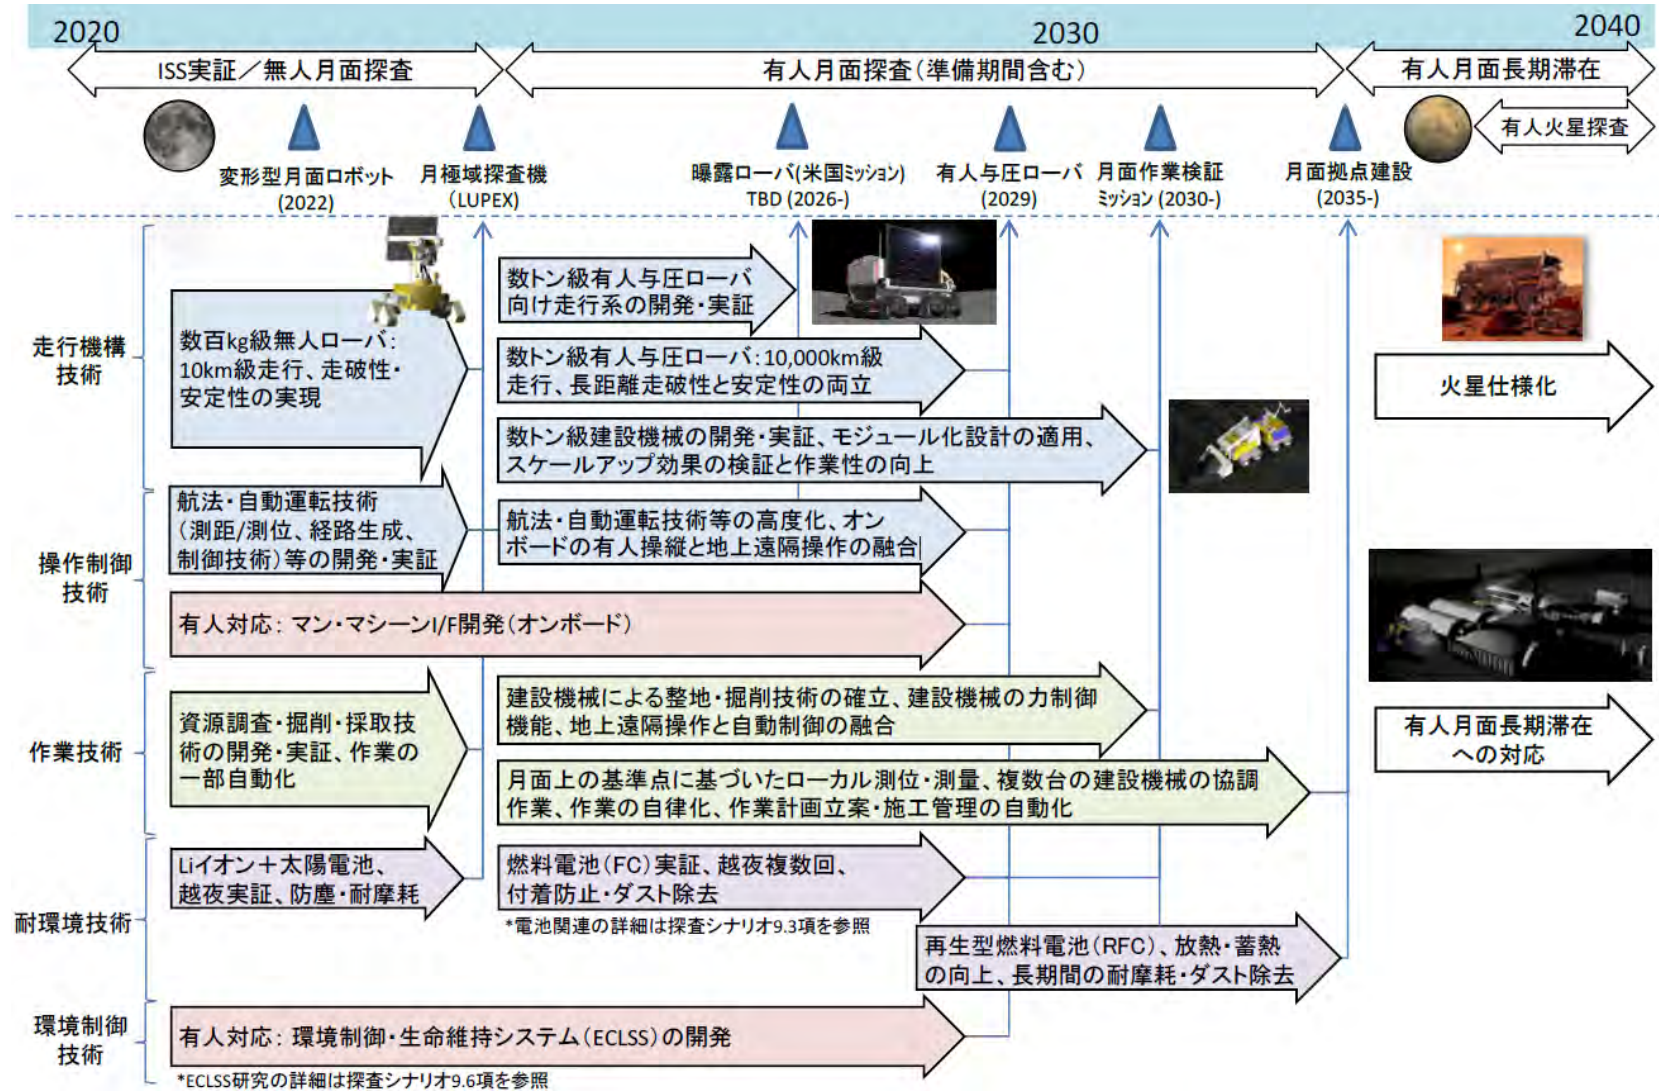 2020
2030
2040
ISS実証／無人月面探査
有人月面探査（準備期間含む）
有人月面長期滞在
有人火星探査
変形型月面ロボット
(2022)
月極域探査機
（LUPEX)
曝露ローバ(米国ミッション)
TBD (2026-)
有人与圧ローバ
(2029)
月面作業検証
ミッション (2030-)
月面拠点建設
(2035-)
走行機構
技術
数百kg級無人ローバ：
10km級走行、走破性・
安定性の実現
数トン級有人与圧ローバ
向け走行系の開発・実証
数トン級有人与圧ローバ：10,000km級
走行、長距離走破性と安定性の両立
数トン級建設機械の開発・実証、モジュール化設計の適用、
スケールアップ効果の検証と作業性の向上
火星仕様化
操作制御
技術
航法・自動運転技術
（測距/測位、経路生成、
制御技術）等の開発・実証
航法・自動運転技術等の高度化、オン
ボードの有人操縦と地上遠隔操作の融合
有人対応： マン・マシーンI/F開発（オンボード）
作業技術
資源調査・掘削・採取技
術の開発・実証、作業の
一部自動化
建設機械による整地・掘削技術の確立、建設機械の力制御
機能、地上遠隔操作と自動制御の融合
月面上の基準点に基づいたローカル測位・測量、複数台の建設機械の協調
作業、作業の自律化、作業計画立案・施工管理の自動化
有人月面長期滞在
への対応
耐環境技術
Liイオン＋太陽電池、
越夜実証、防塵・耐摩耗
燃料電池（FC）実証、越夜複数回、
付着防止・ダスト除去
*電池関連の詳細は探査シナリオ9.3項を参照
再生型燃料電池（RFC）、放熱・蓄熱
の向上、長期間の耐摩耗・ダスト除去
環境制御
技術
有人対応： 環境制御・生命維持システム（ECLSS）の開発
*ECLSS研究の詳細は探査シナリオ9.6項を参照